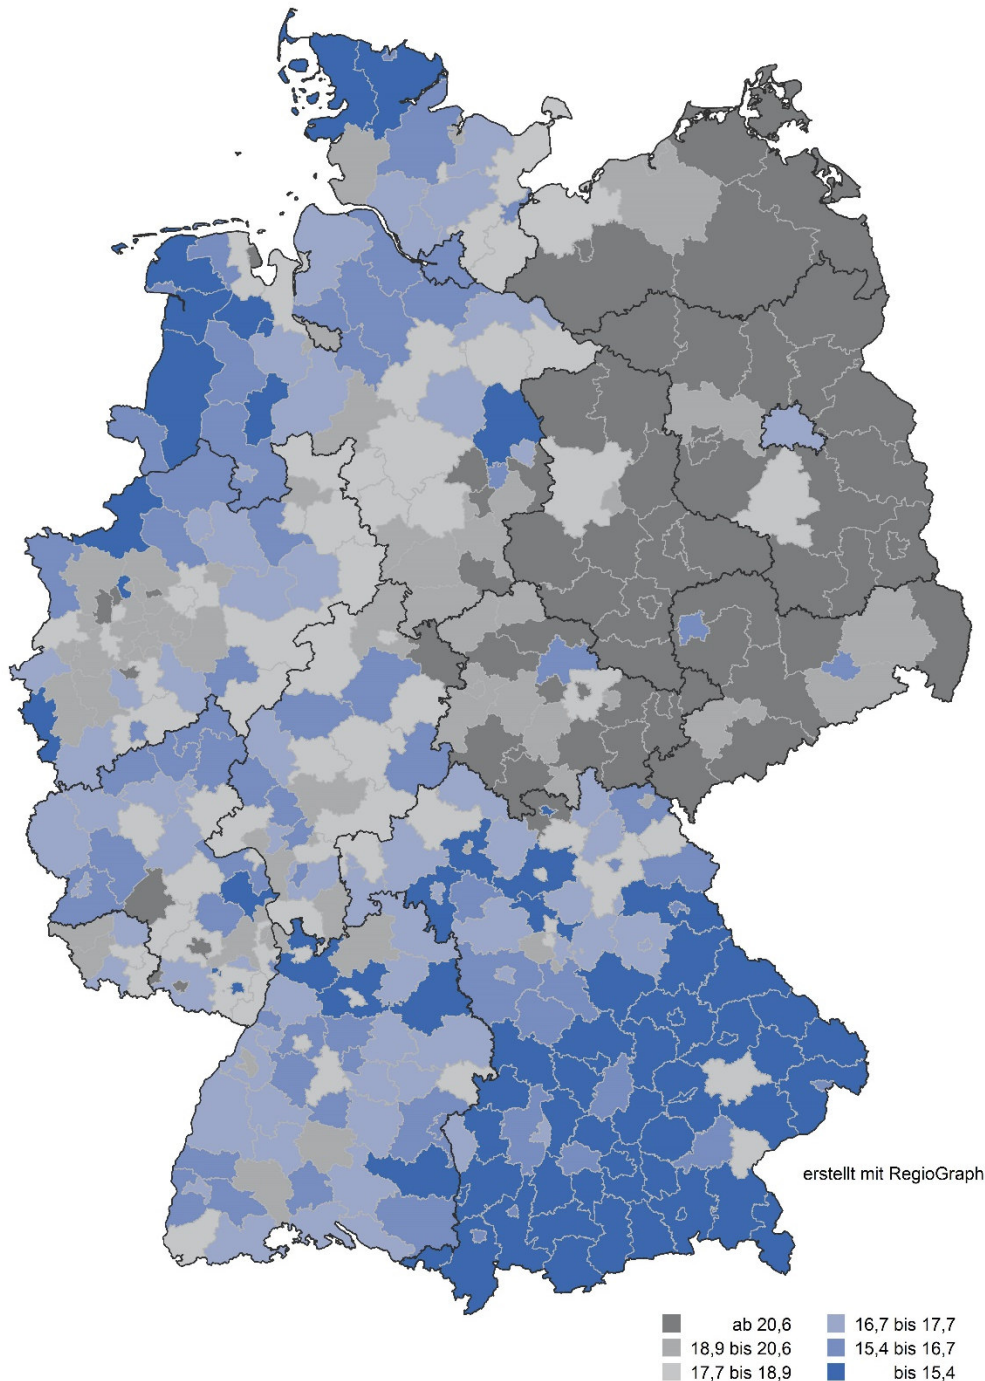 erstellt mit RegioGraph
ab 20,6
18,9 bis 20,6
17,7 bis 18,9
16,7 bis 17,7
15,4 bis 16,7
bis 15,4